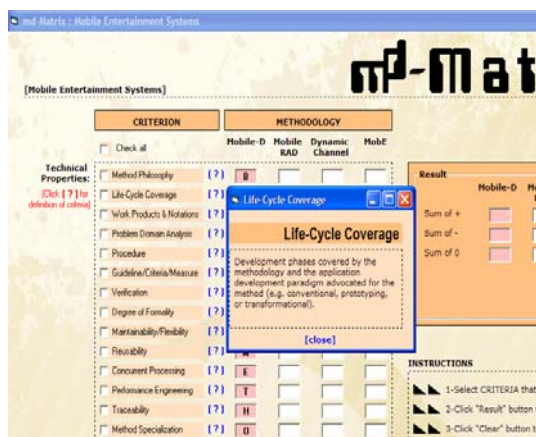 md-Matrix : Mobile Entertainment Systems
md-Mat
[Mobile Entertainment Systems]
CRITERION
METHODOLOGY
Check all
Mobile-D Mobile RAD Dynamic Channel MobE
Technical Properties:
(Click [ ? ] for definition of criteria)
Method Philosophy [?] D
Life-Cycle Coverage [?]
Work Products & Notations [?]
Problem Domain Analysis [?]
Procedure [?]
Guideline/Criteria/Measure [?]
Verification [?]
Degree of Formality [?]
Maintainability/Flexibility [?]
Reusability [?]
Concurrent Processing [?] E
Performance Engineering [?] T
Traceability [?] H
Method Specialization [?] O
Life-Cycle Coverage
Life-Cycle Coverage
Development phases covered by the
methodology and the application
development paradigm advocated for the
method (e.g. conventional, prototyping,
or transformational).
[close]
Result
Mobile-D
Sum of +
Sum of -
Sum of 0
INSTRUCTIONS
1-Select CRITERIA that
2-Click "Result" button
3-Click "Clear" button